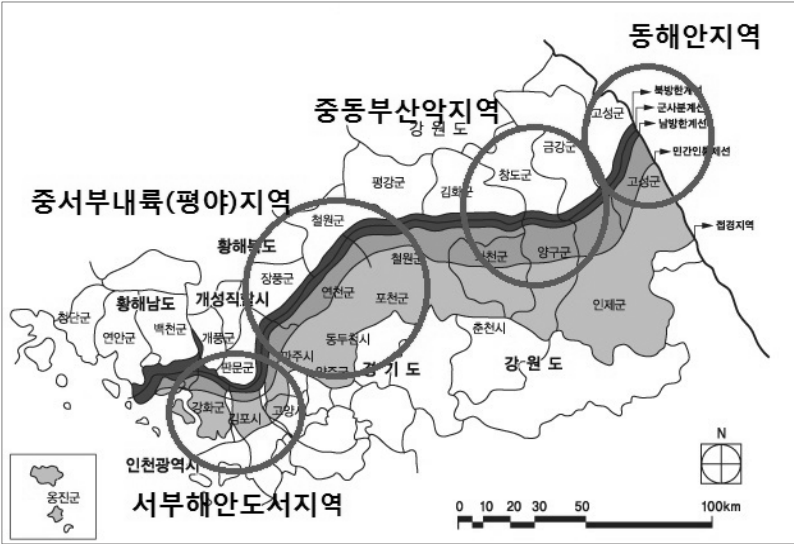 동해안지역
북방한계선
고성군
군사분계선
남방한계선
중동부산악지역
강 원 도
금강군
민간인통제선
창도군
평강군
김화군
고성군
중서부내륙(평야)지역
철원군
접경지역
황해북도
철원군
양구군
장풍군
연천군
포천군
인제군
황해남도
개성직할시
청단군
연안군
백천군
개풍군
동두천시
춘천시
판문군
파주시
양주군
경 기 도
강 원 도
강화군
김포시
고양시
인천광역시
서부해안도서지역
옹진군
N
0 10 20 30 50 100km